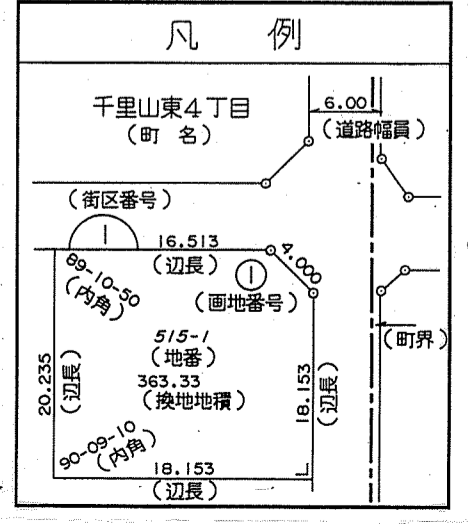 凡 例
千里山東4丁目
(町 名)
6.00
(道路幅員)
(街区番号)
1
16.513
(辺長)
4.000
1
(画地番号)
89-10-50
(内角)
(町界)
515-1
(地番)
363.33
(換地地積)
20.235
(辺長)
18.153
(辺長)
90-09-10
(内角)
18.153
(辺長)